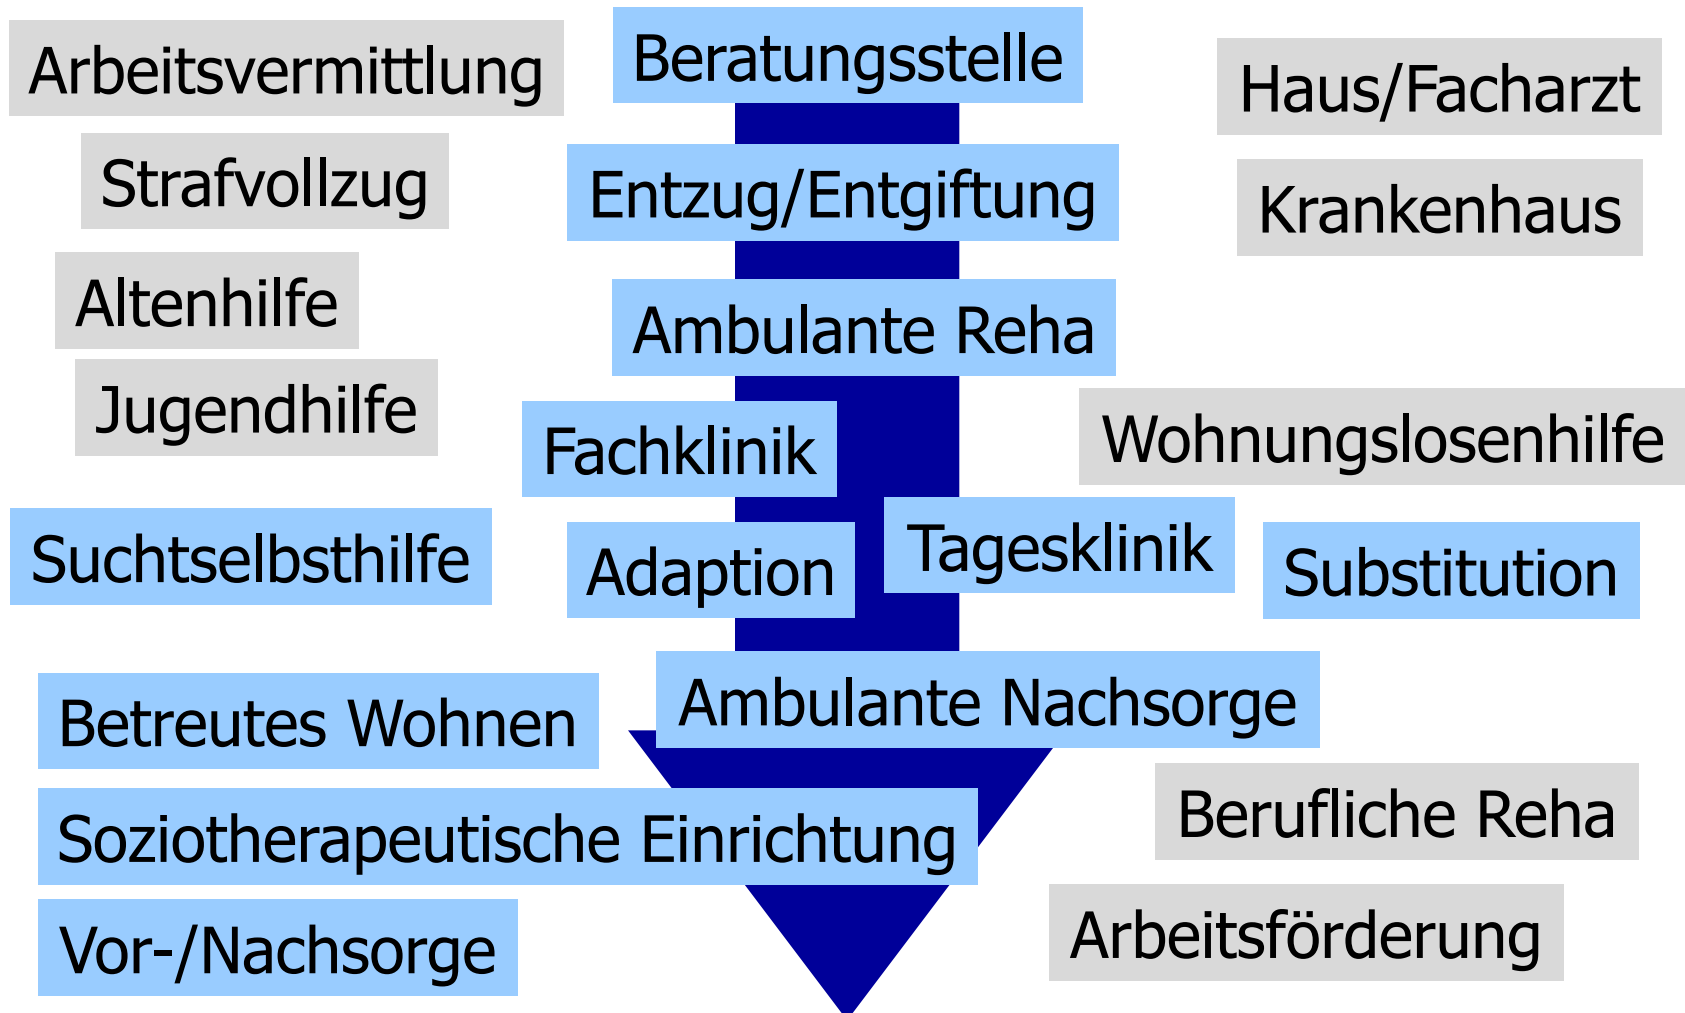 Arbeitsvermittlung
Beratungsstelle
Haus/Facharzt
Strafvollzug
Entzug/Entgiftung
Krankenhaus
Altenhilfe
Ambulante Reha
Jugendhilfe
Fachklinik
Wohnungslosenhilfe
Suchtselbsthilfe
Adaption
Tagesklinik
Substitution
Betreutes Wohnen
Ambulante Nachsorge
Soziotherapeutische Einrichtung
Berufliche Reha
Vor-/Nachsorge
Arbeitsförderung